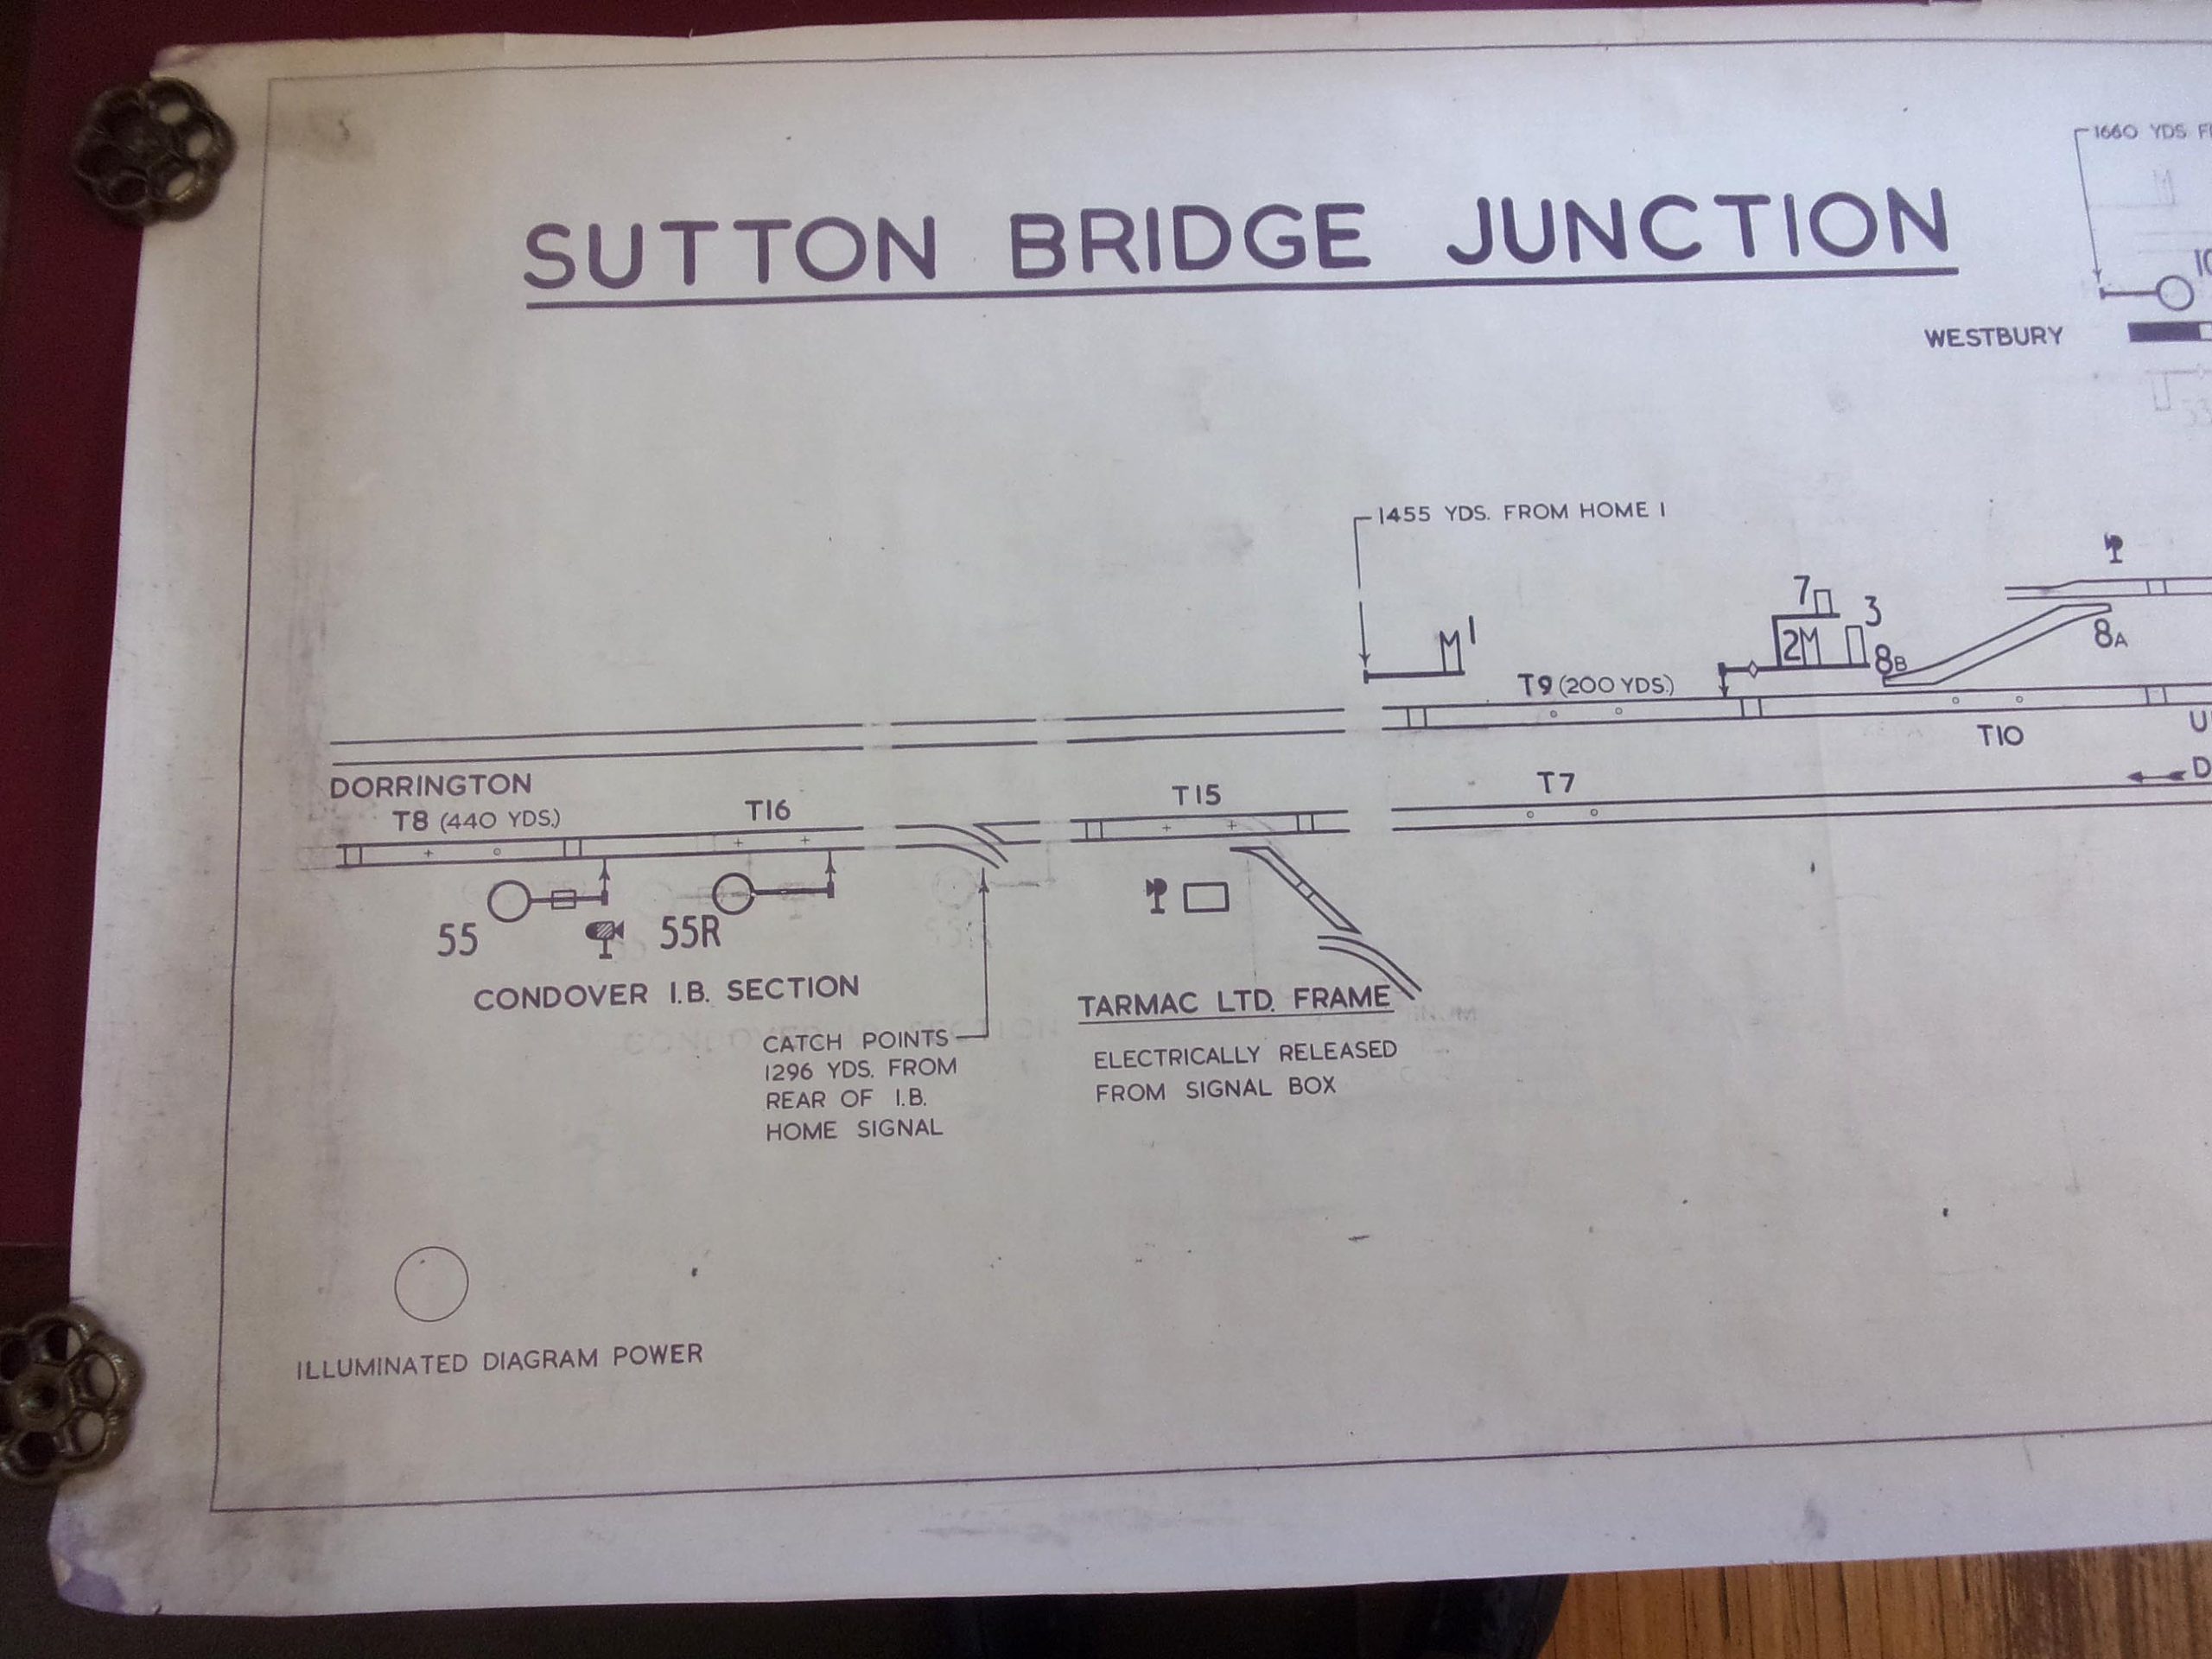 SUTTON BRIDGE JUNCTION
1660 YDS
10
WESTBURY
1455 YDS. FROM HOME 1
M 1
7
2M 3
8B
8A
T9 (200 YDS.)
T10
U
DORRINGTON
T8 (440 YDS.)
T16
T15
T7
D
55
55R
CONDOVER I.B. SECTION
CATCH POINTS
1296 YDS. FROM
REAR OF I.B.
HOME SIGNAL
TARMAC LTD. FRAME
ELECTRICALLY RELEASED
FROM SIGNAL BOX
ILLUMINATED DIAGRAM POWER